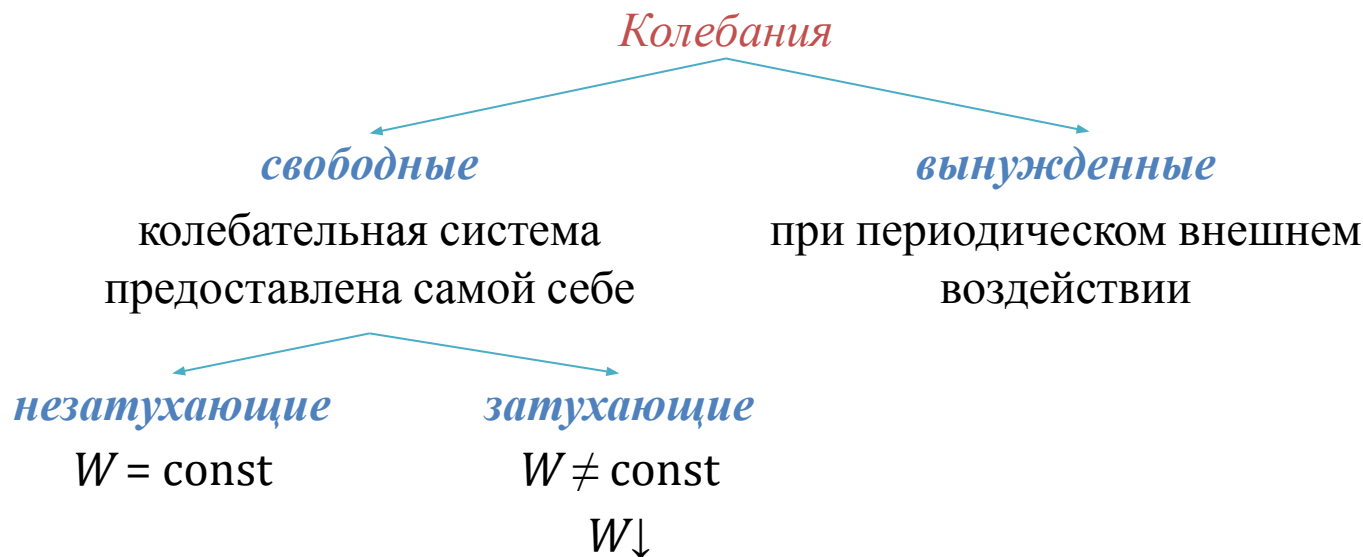 Колебания
свободные
вынужденные
колебательная система
предоставлена самой себе
при периодическом внешнем
воздействии
незатухающие
затухающие
W = const
W ≠ const
W↓